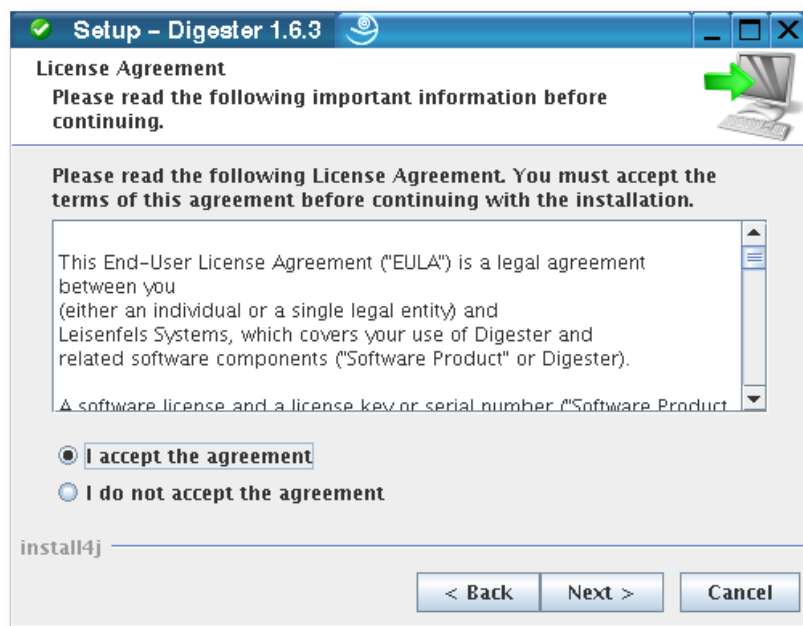 Setup – Digester 1.6.3
License Agreement
Please read the following important information before
continuing.
Please read the following License Agreement. You must accept the
terms of this agreement before continuing with the installation.
This End–User License Agreement ("EULA") is a legal agreement
between you
(either an individual or a single legal entity) and
Leisenfels Systems, which covers your use of Digester and
related software components ("Software Product" or Digester).
A software license and a license key or serial number ("Software Product
I accept the agreement
I do not accept the agreement
install4j
< Back Next > Cancel